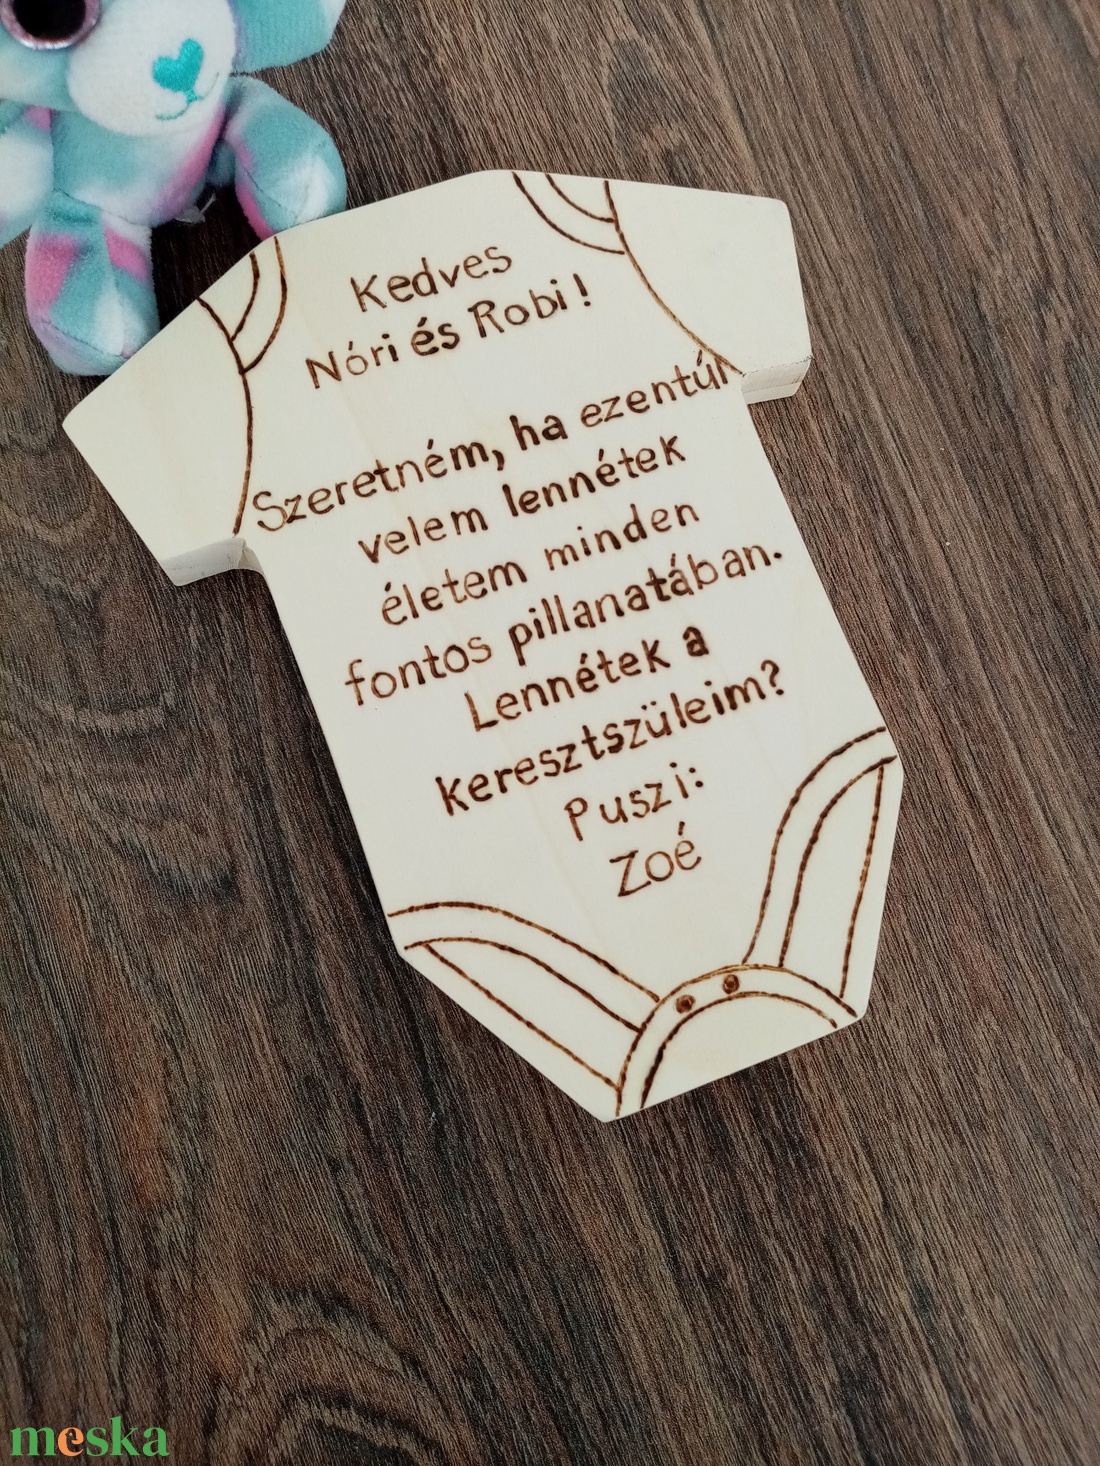 Kedves
Nóri és Robi!
Szeretném, ha ezentúl
velem lennétek
életem minden
fontos pillanatában.
Lennétek a
keresztszüleim?
Puszi:
Zoé
meska